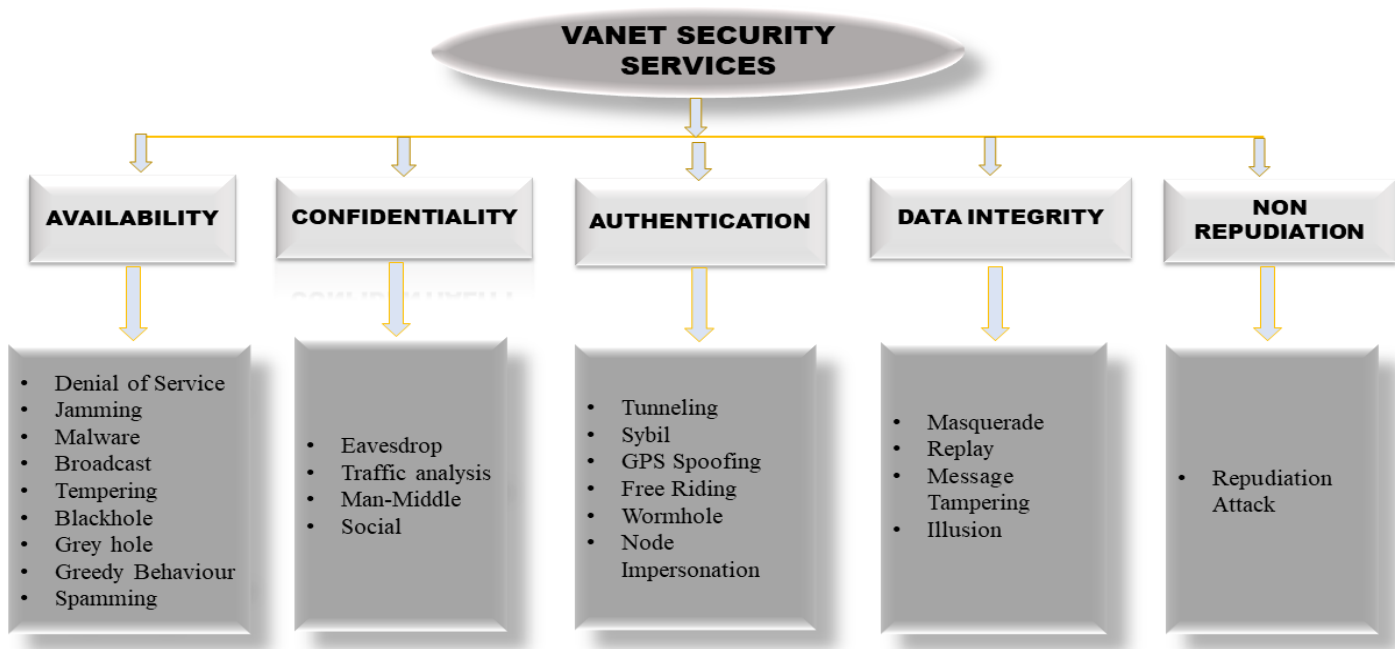 VANET SECURITY
SERVICES
AVAILABILITY
CONFIDENTIALITY
AUTHENTICATION
DATA INTEGRITY
NON
REPUDIATION
• Denial of Service
• Jamming
• Malware
• Broadcast
• Tempering
• Blackhole
• Grey hole
• Greedy Behaviour
• Spamming
• Eavesdrop
• Traffic analysis
• Man-Middle
• Social
• Tunneling
• Sybil
• GPS Spoofing
• Free Riding
• Wormhole
• Node
Impersonation
• Masquerade
• Replay
• Message
Tampering
• Illusion
• Repudiation
Attack